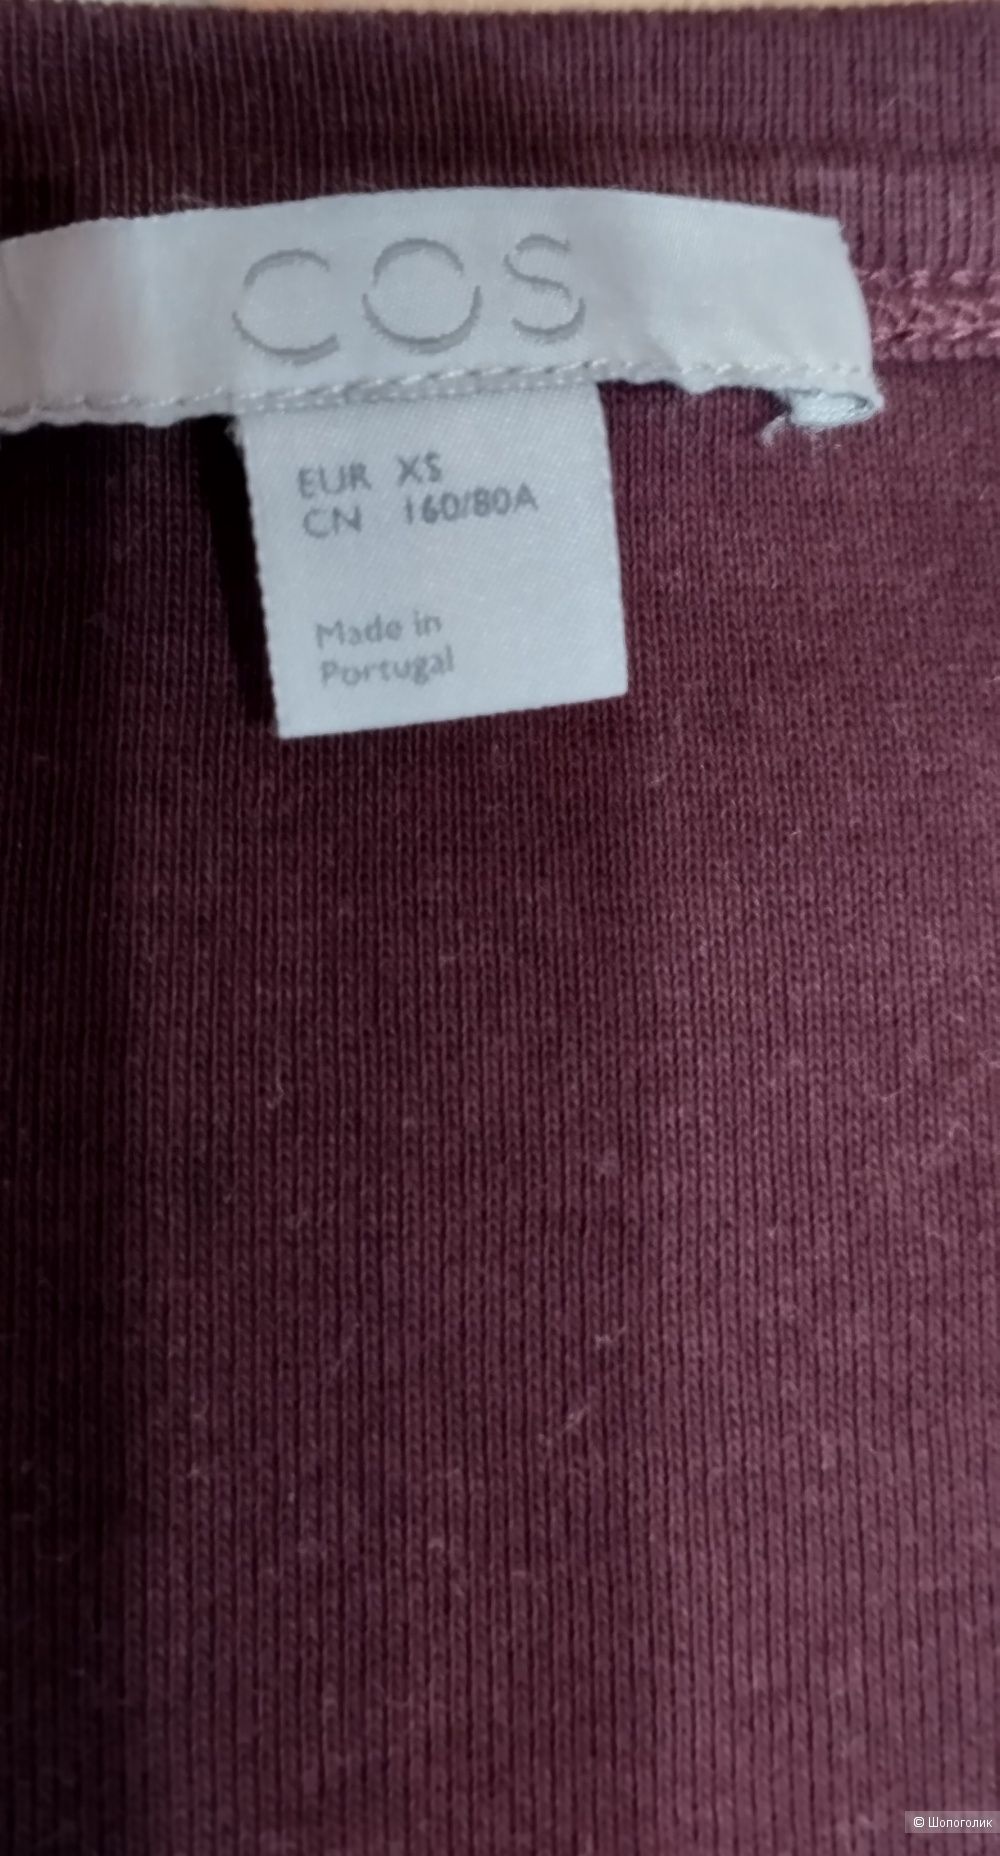 COS
EUR XS
CN 160/80A
Made in
Portugal
© Шопоголик